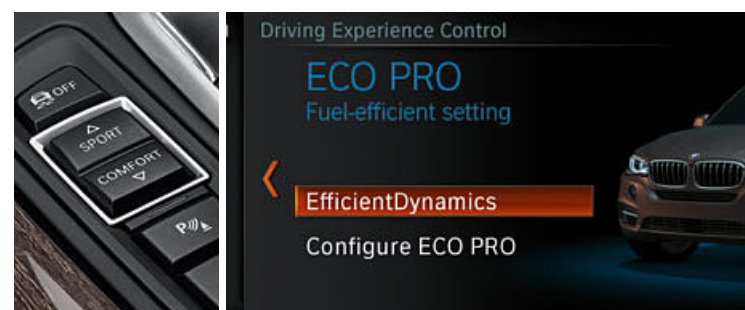 OFF
SPORT
COMFORT
P
Driving Experience Control
ECO PRO
Fuel-efficient setting
EfficientDynamics
Configure ECO PRO